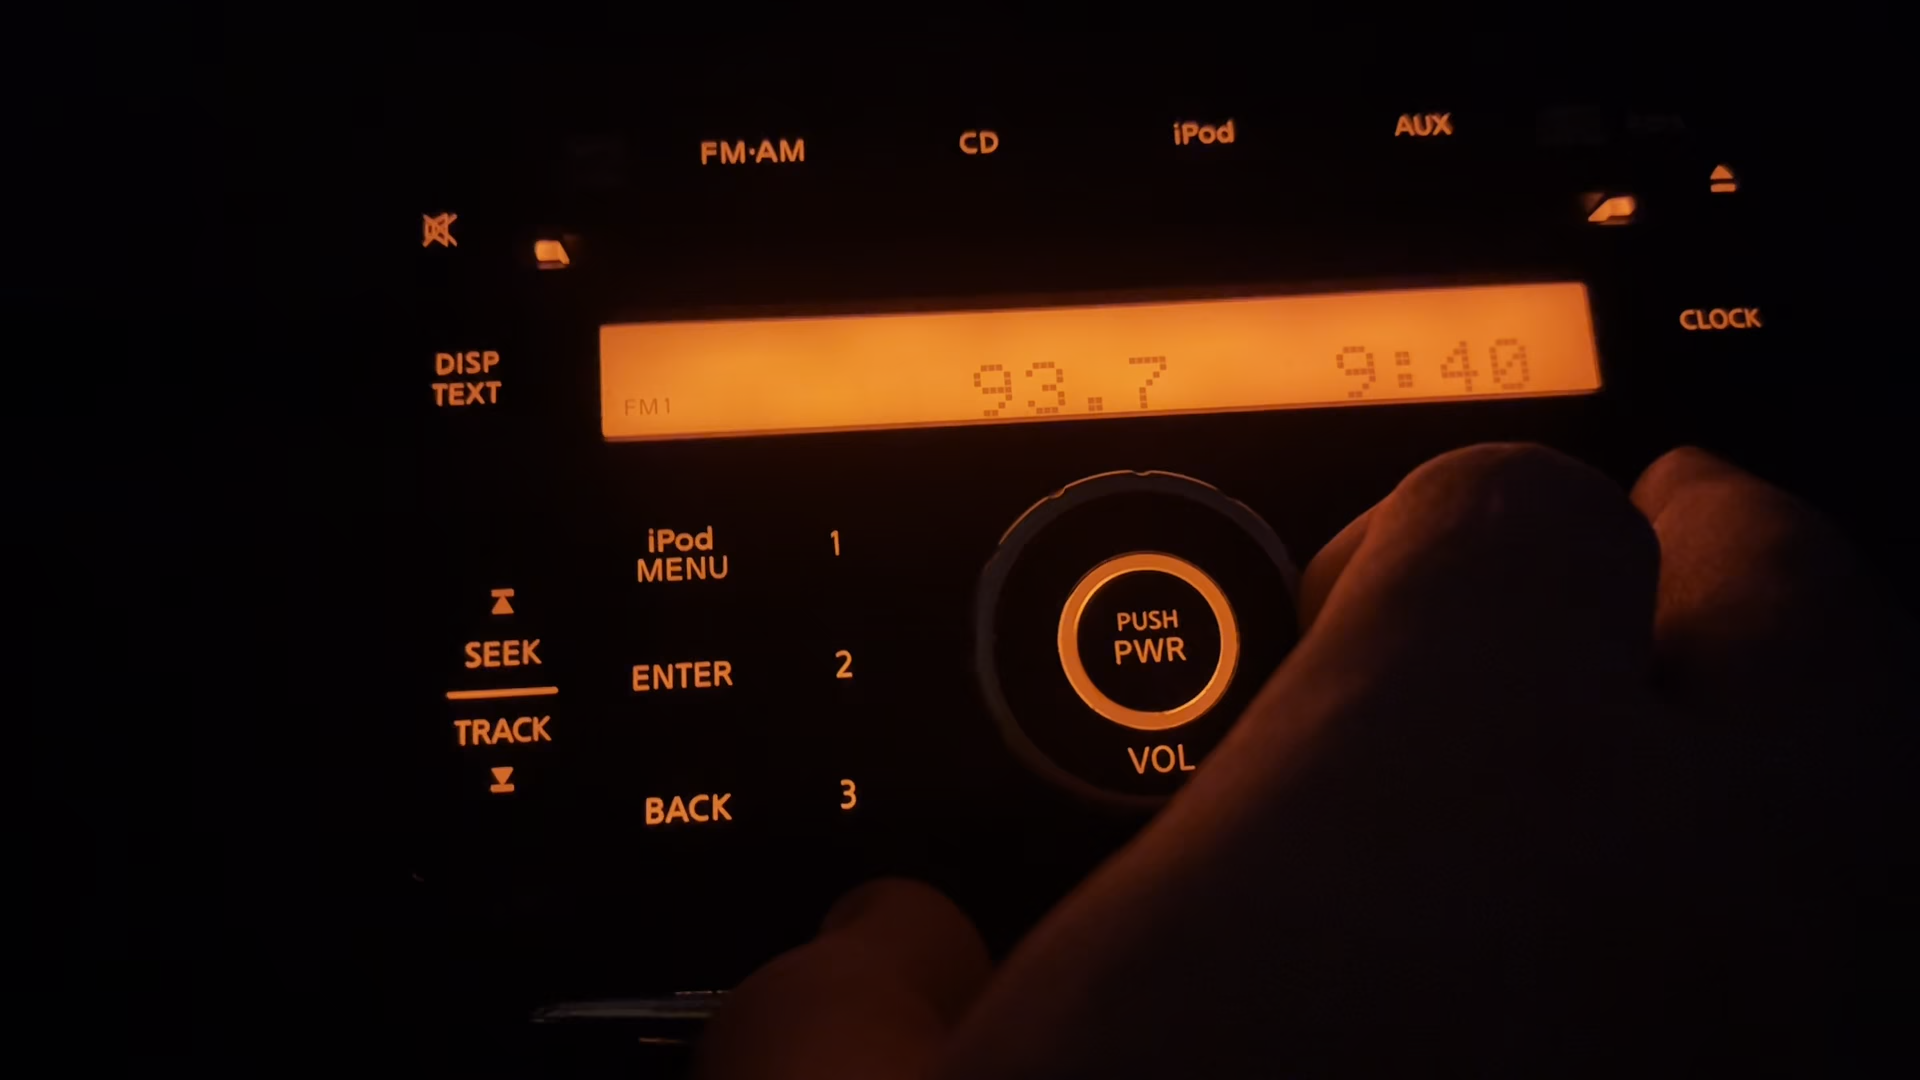 FM·AM
CD
iPod
AUX
DISP
TEXT
FM1
93.7
9:40
CLOCK
iPod
MENU
1
SEEK
TRACK
ENTER
2
BACK
3
PUSH
PWR
VOL